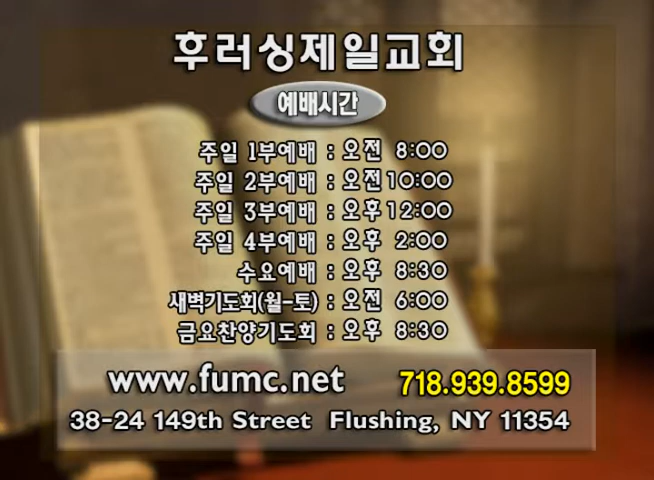 후러싱제일교회
예배시간
주일 1부예배 : 오전 8:00
주일 2부예배 : 오전10:00
주일 3부예배 : 오후12:00
주일 4부예배 : 오후 2:00
수요예배 : 오후 8:30
새벽기도회(월-토) : 오전 6:00
금요찬양기도회 : 오후 8:30
www.fumc.net 718.939.8599
38-24 149th Street Flushing, NY 11354